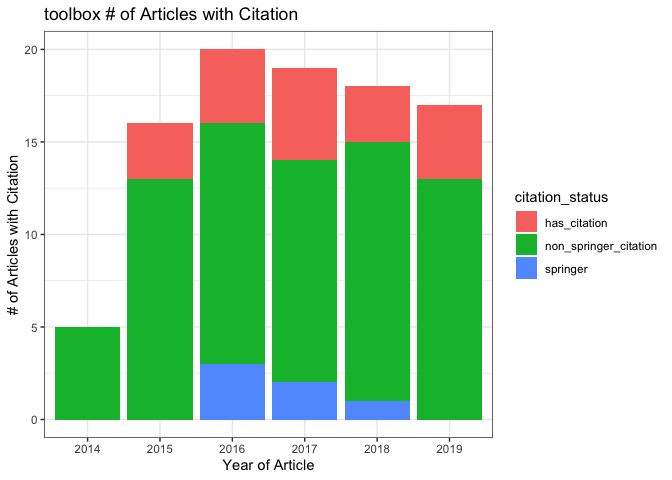 toolbox # of Articles with Citation
# of Articles with Citation
20
15
10
5
0
2014 2015 2016 2017 2018 2019
Year of Article
citation_status
has_citation
non_springer_citation
springer